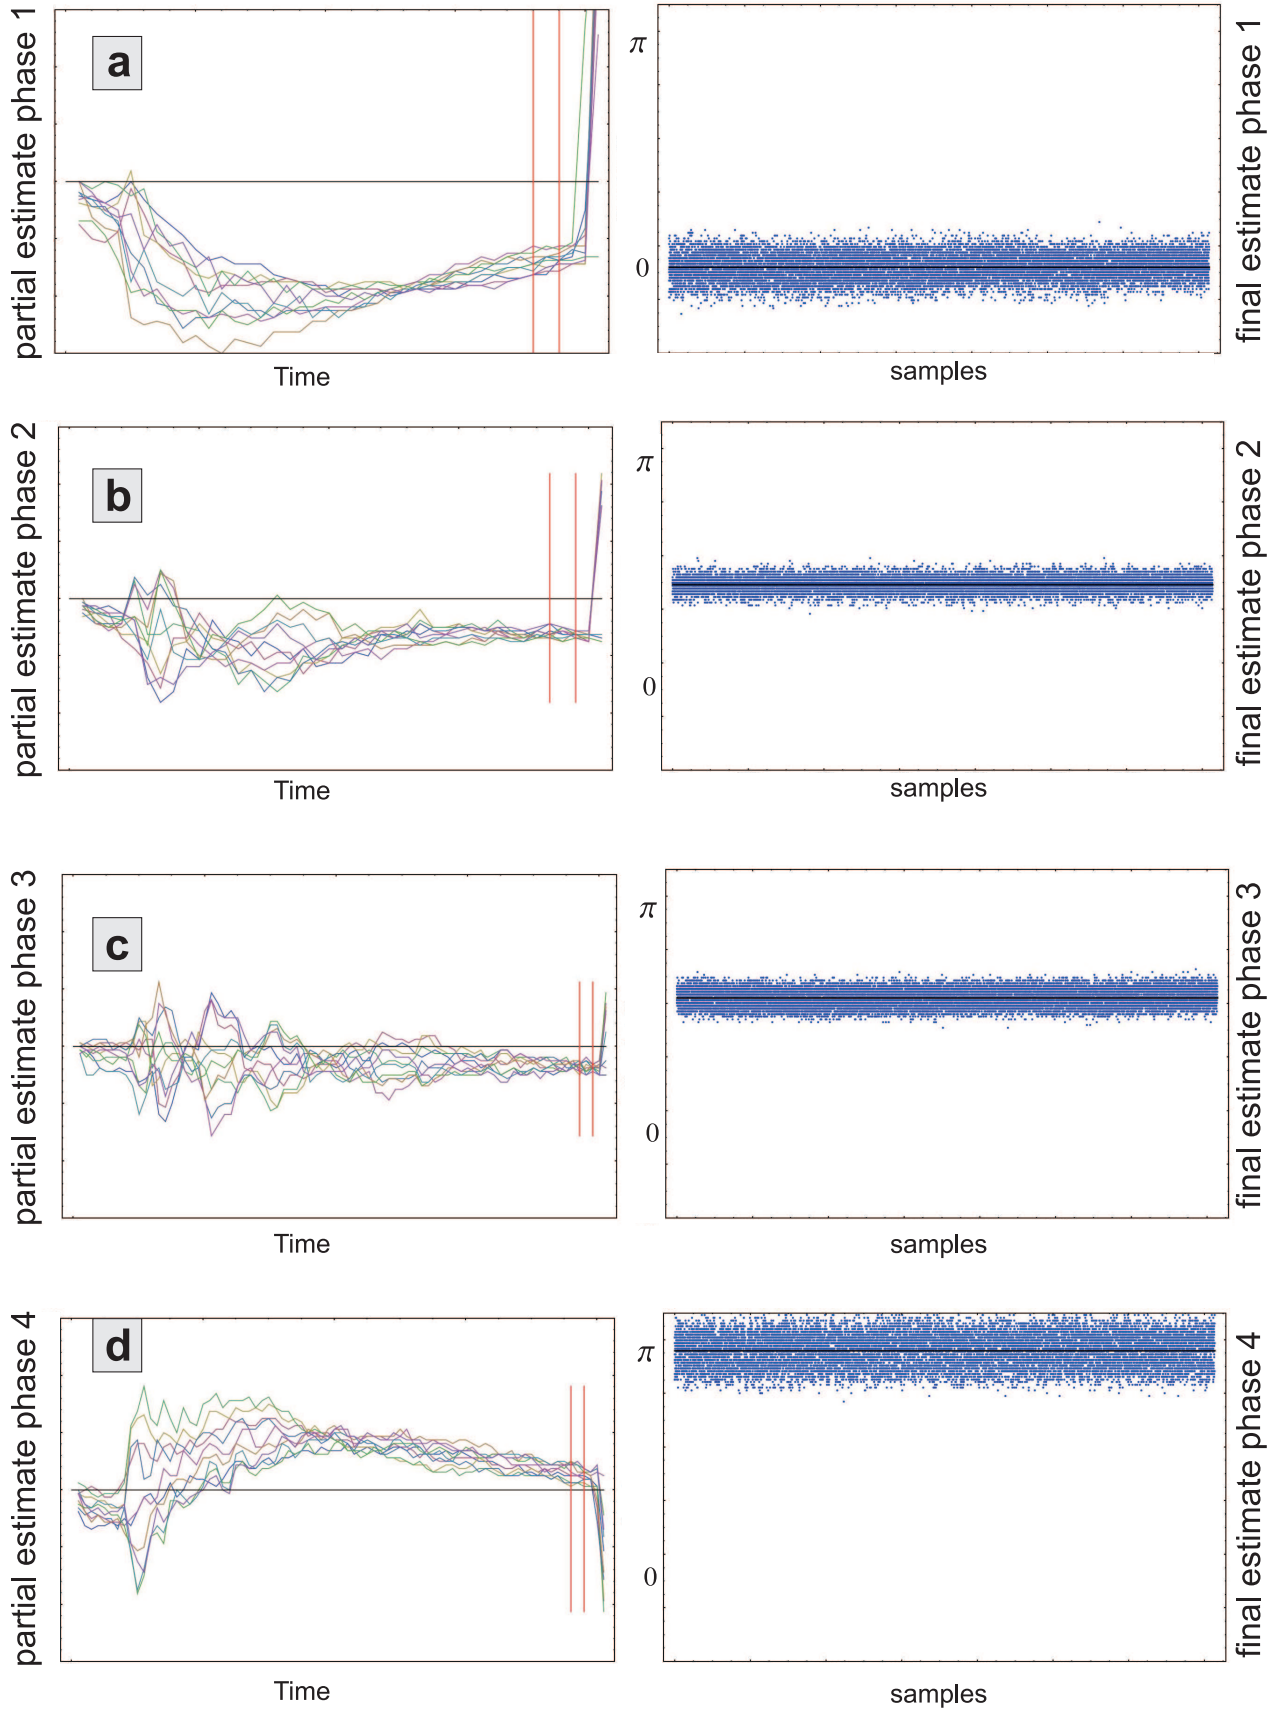 partial estimate phase 1
a
Time
π
0
final estimate phase 1
samples
partial estimate phase 2
b
Time
π
0
final estimate phase 2
samples
partial estimate phase 3
c
Time
π
0
final estimate phase 3
samples
partial estimate phase 4
d
Time
π
0
final estimate phase 4
samples